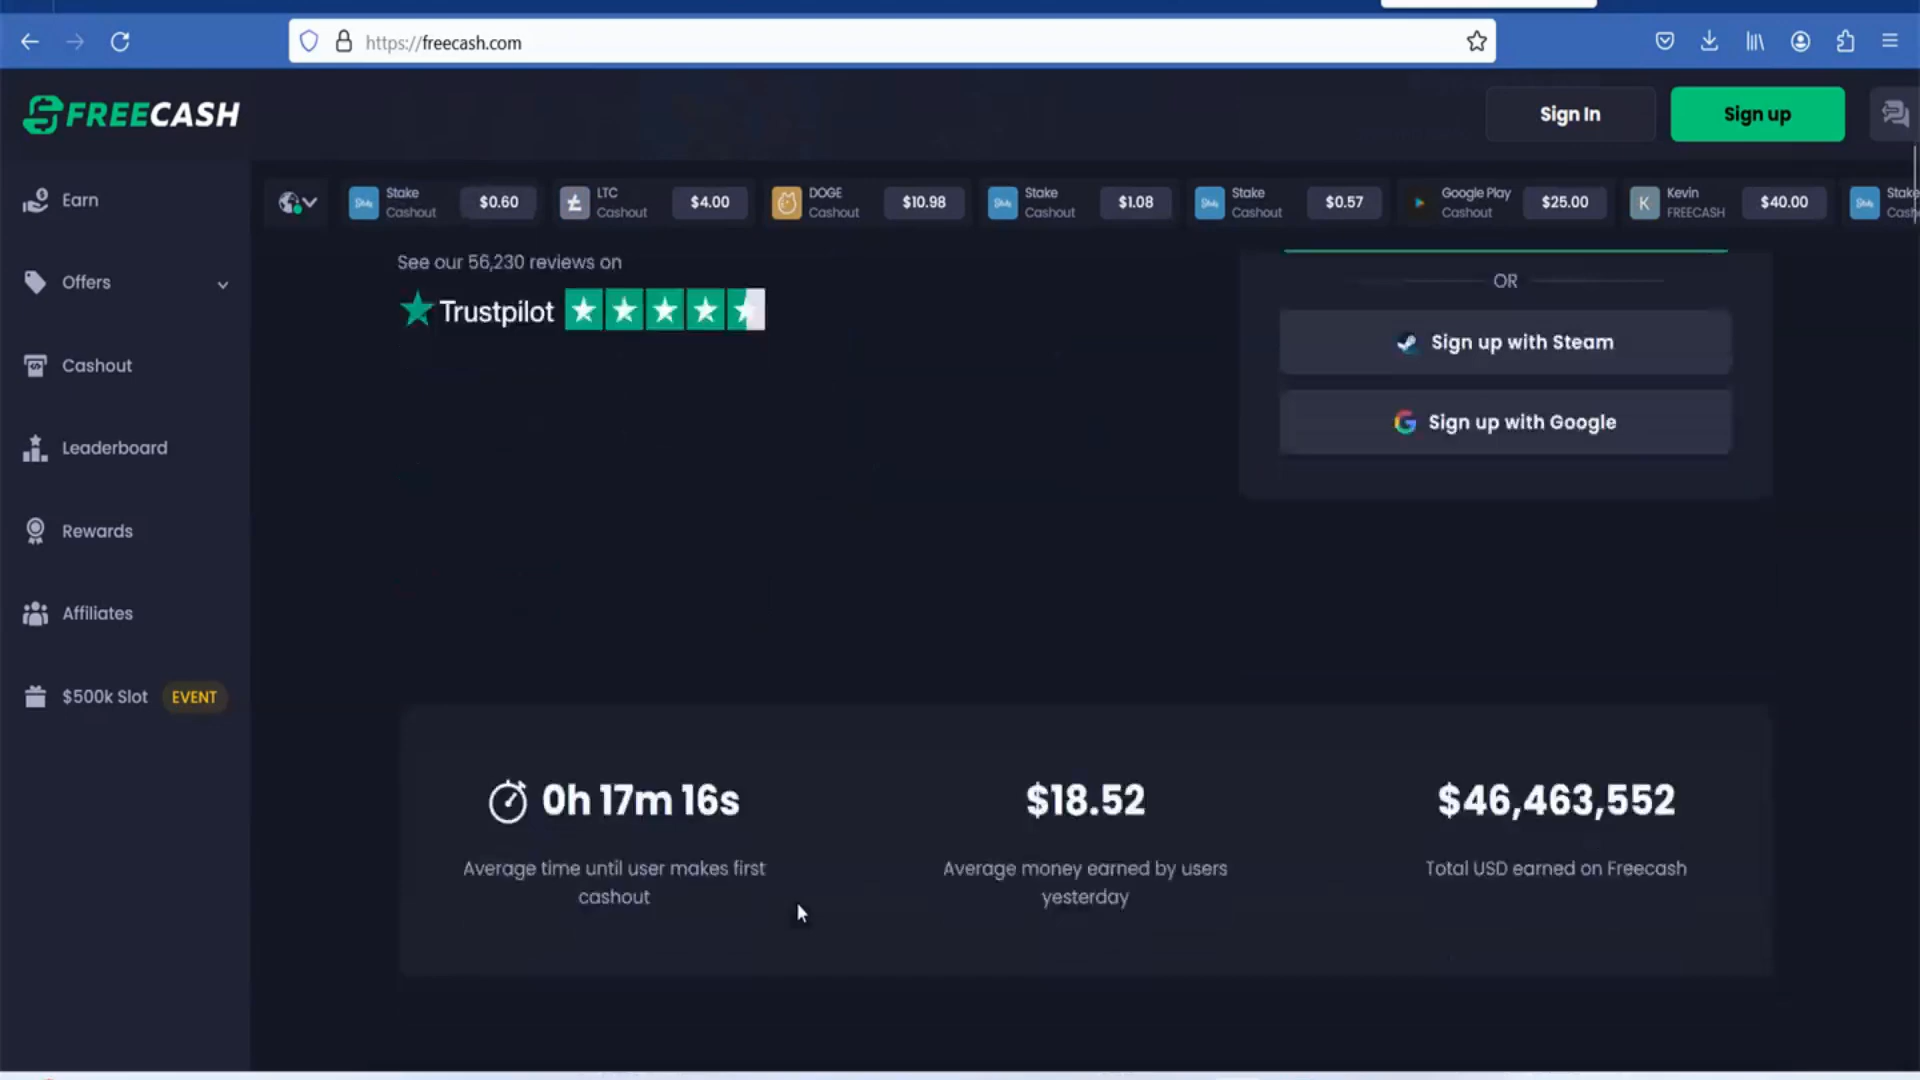 https://freecash.com
FREECASH
Sign In
Sign up
Earn
Offers
Cashout
Leaderboard
Rewards
Affiliates
$500k Slot EVENT
Stake
Cashout
$0.60
LTC
Cashout
$4.00
DOGE
Cashout
$10.98
Stake
Cashout
$1.08
Stake
Cashout
$0.57
Google Play
Cashout
$25.00
K
Kevin
FREECASH
$40.00
Stake
See our 56,230 reviews on
Trustpilot
OR
Sign up with Steam
Sign up with Google
0h 17m 16s
Average time until user makes first
cashout
$18.52
Average money earned by users
yesterday
$46,463,552
Total USD earned on Freecash